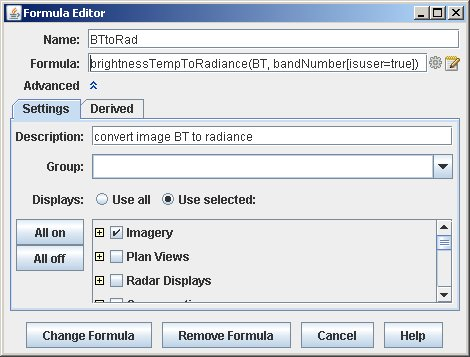 Formula Editor
Name: BTtoRad
Formula: brightnessTempToRadiance(BT, bandNumber[isuser=true])
Advanced
Settings Derived
Description: convert image BT to radiance
Group:
Displays: Use all Use selected:
All on Imagery
All off Plan Views
Radar Displays
Change Formula Remove Formula Cancel Help